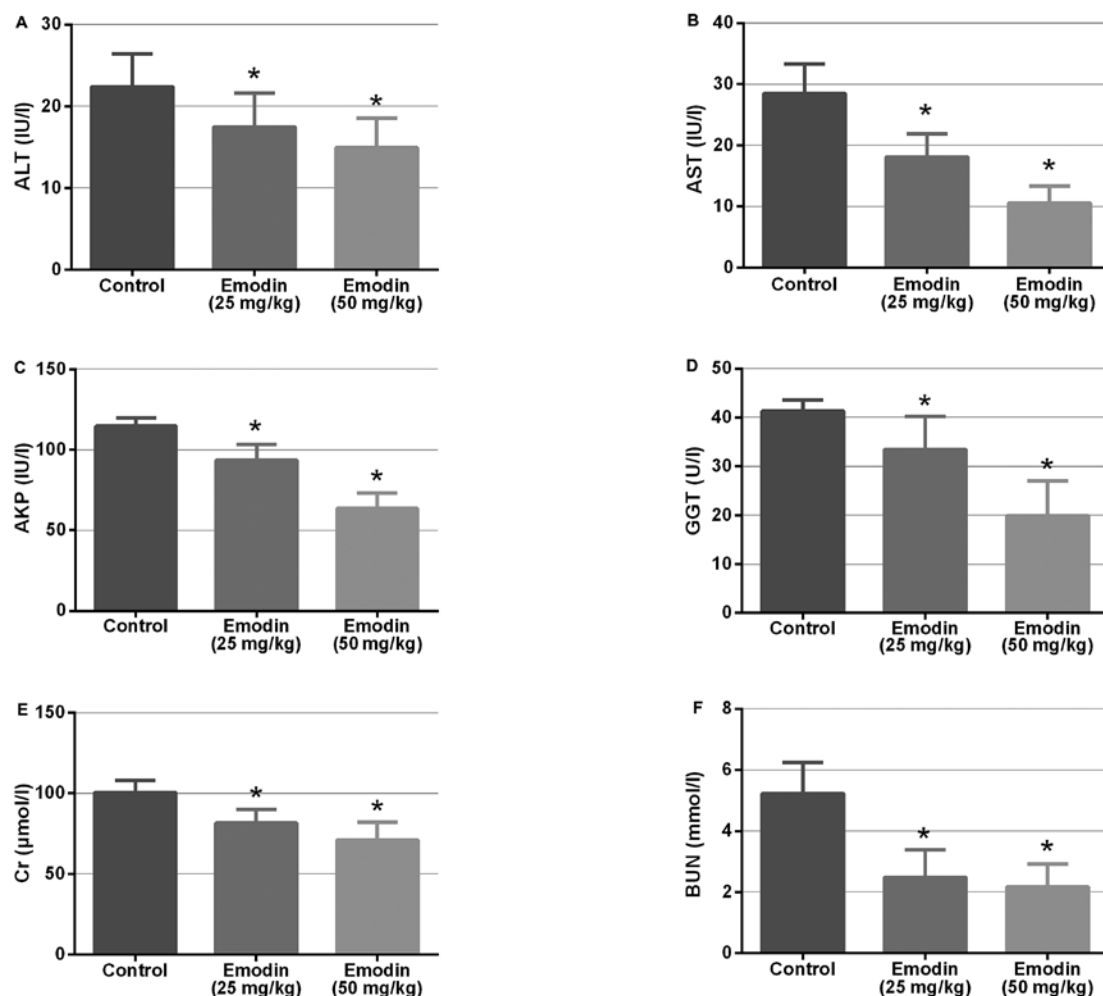 A
ALT (IU/l)
30
20
10
0
*
*
Control
Emodin
(25 mg/kg)
Emodin
(50 mg/kg)
B
AST (IU/l)
40
30
20
10
0
*
*
Control
Emodin
(25 mg/kg)
Emodin
(50 mg/kg)
C
AKP (IU/l)
150
100
50
0
*
*
Control
Emodin
(25 mg/kg)
Emodin
(50 mg/kg)
D
GGT (U/l)
50
40
30
20
10
0
*
*
Control
Emodin
(25 mg/kg)
Emodin
(50 mg/kg)
E
Cr (µmol/l)
150
100
50
0
*
*
Control
Emodin
(25 mg/kg)
Emodin
(50 mg/kg)
F
BUN (mmol/l)
8
6
4
2
0
*
*
Control
Emodin
(25 mg/kg)
Emodin
(50 mg/kg)